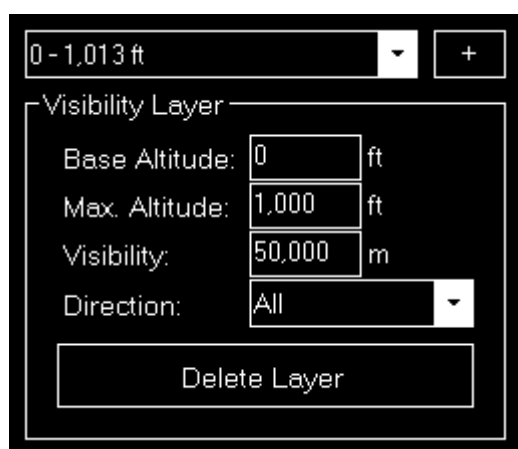 0 - 1,013 ft +
Visibility Layer
Base Altitude: 0 ft
Max. Altitude: 1,000 ft
Visibility: 50,000 m
Direction: All
Delete Layer